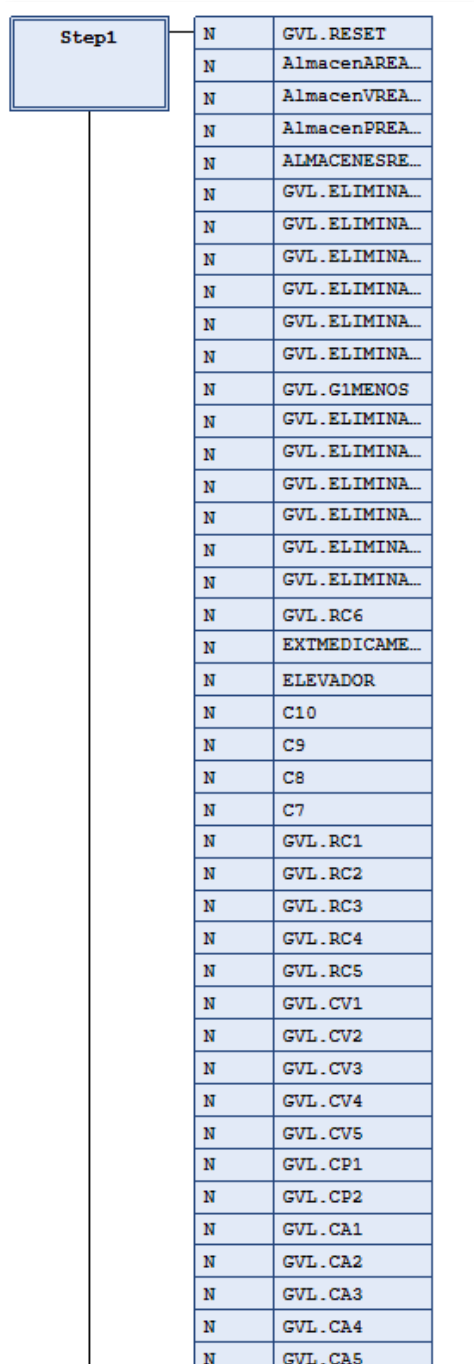 Step1
N GVL.RESET
N AlmacenAREA…
N AlmacenVREA…
N AlmacenPREA…
N ALMACENESRE…
N GVL.ELIMINA…
N GVL.ELIMINA…
N GVL.ELIMINA…
N GVL.ELIMINA…
N GVL.ELIMINA…
N GVL.ELIMINA…
N GVL.G1MENOS
N GVL.ELIMINA…
N GVL.ELIMINA…
N GVL.ELIMINA…
N GVL.ELIMINA…
N GVL.ELIMINA…
N GVL.ELIMINA…
N GVL.RC6
N EXTMEDICAME…
N ELEVADOR
N C10
N C9
N C8
N C7
N GVL.RC1
N GVL.RC2
N GVL.RC3
N GVL.RC4
N GVL.RC5
N GVL.CV1
N GVL.CV2
N GVL.CV3
N GVL.CV4
N GVL.CV5
N GVL.CP1
N GVL.CP2
N GVL.CA1
N GVL.CA2
N GVL.CA3
N GVL.CA4
N GVL.CA5